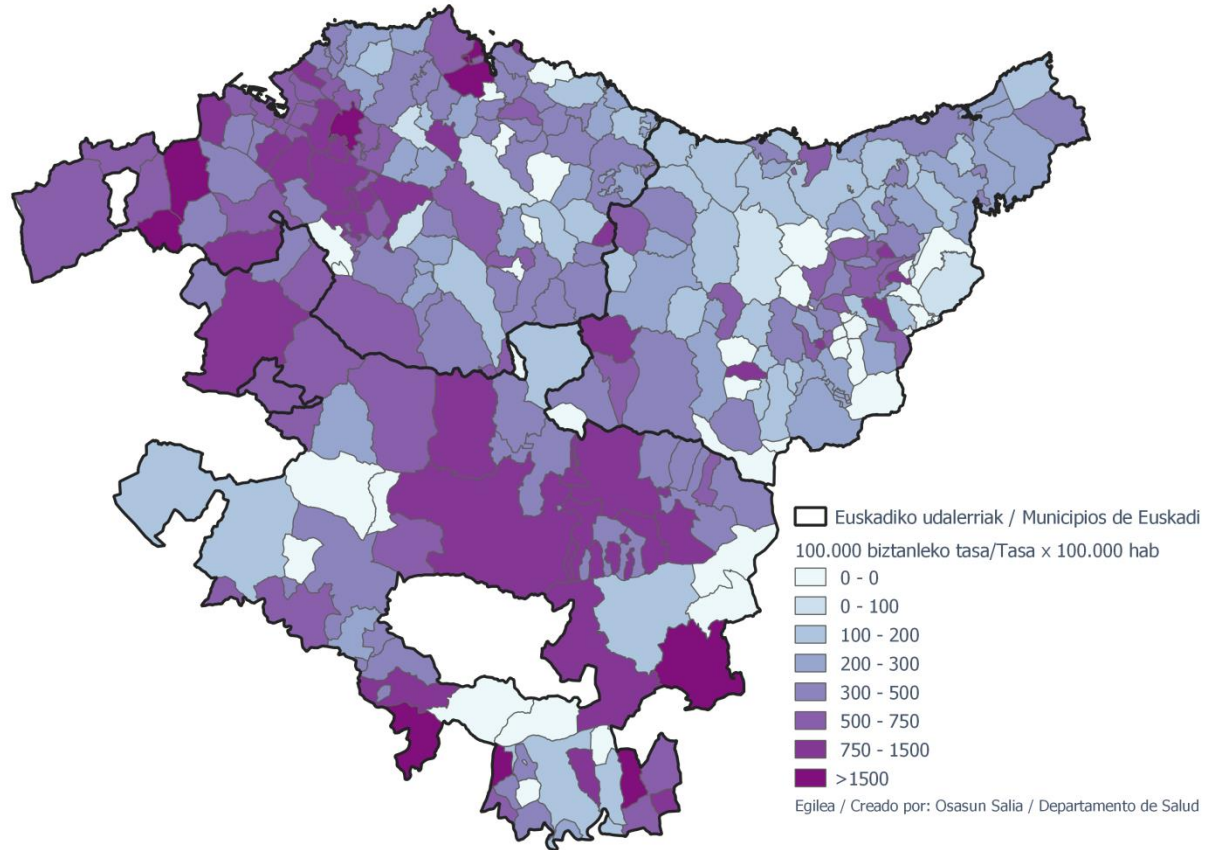 Euskadiko udalerriak / Municipios de Euskadi
100.000 biztanleko tasa/Tasa x 100.000 hab
0 - 0
0 - 100
100 - 200
200 - 300
300 - 500
500 - 750
750 - 1500
>1500
Egilea / Creado por: Osasun Salia / Departamento de Salud